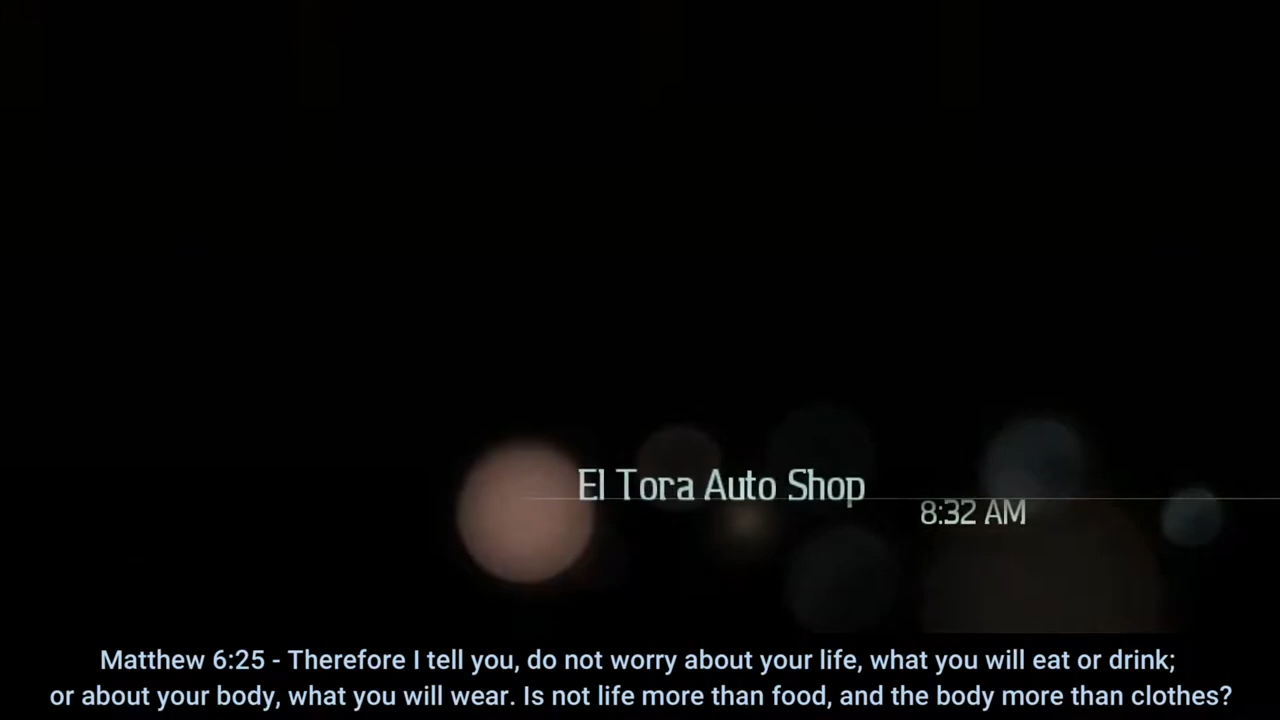 El Tora Auto Shop
8:32 AM
Matthew 6:25 - Therefore I tell you, do not worry about your life, what you will eat or drink;
or about your body, what you will wear. Is not life more than food, and the body more than clothes?